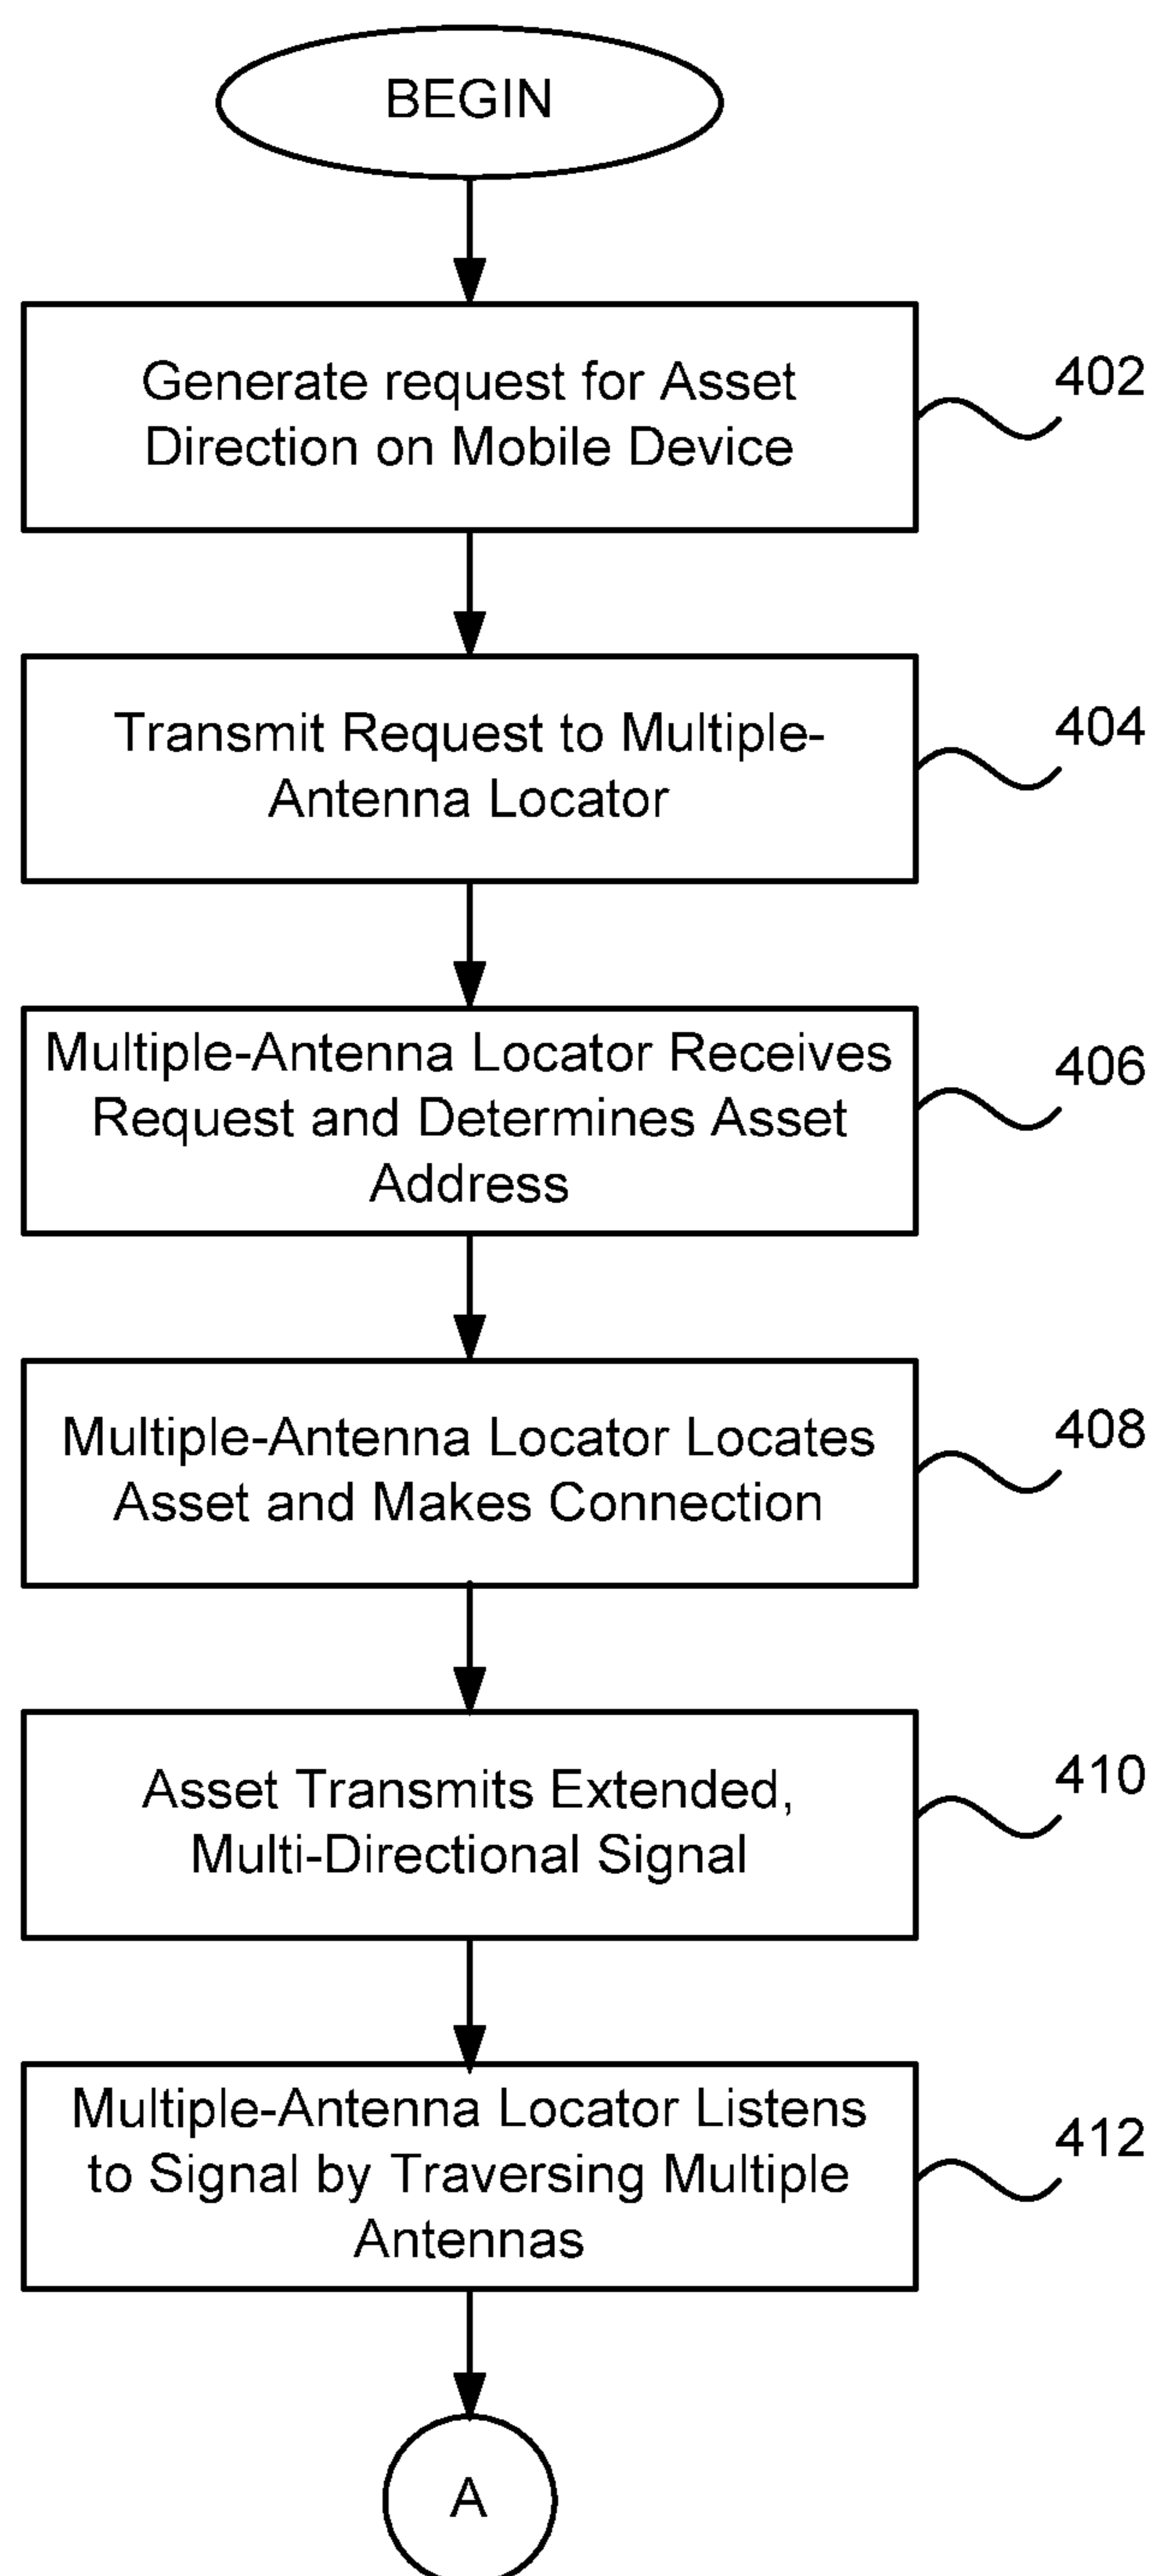 BEGIN
Generate request for Asset
Direction on Mobile Device
402
Transmit Request to Multiple-
Antenna Locator
404
Multiple-Antenna Locator Receives
Request and Determines Asset
Address
406
Multiple-Antenna Locator Locates
Asset and Makes Connection
408
Asset Transmits Extended,
Multi-Directional Signal
410
Multiple-Antenna Locator Listens
to Signal by Traversing Multiple
Antennas
412
A